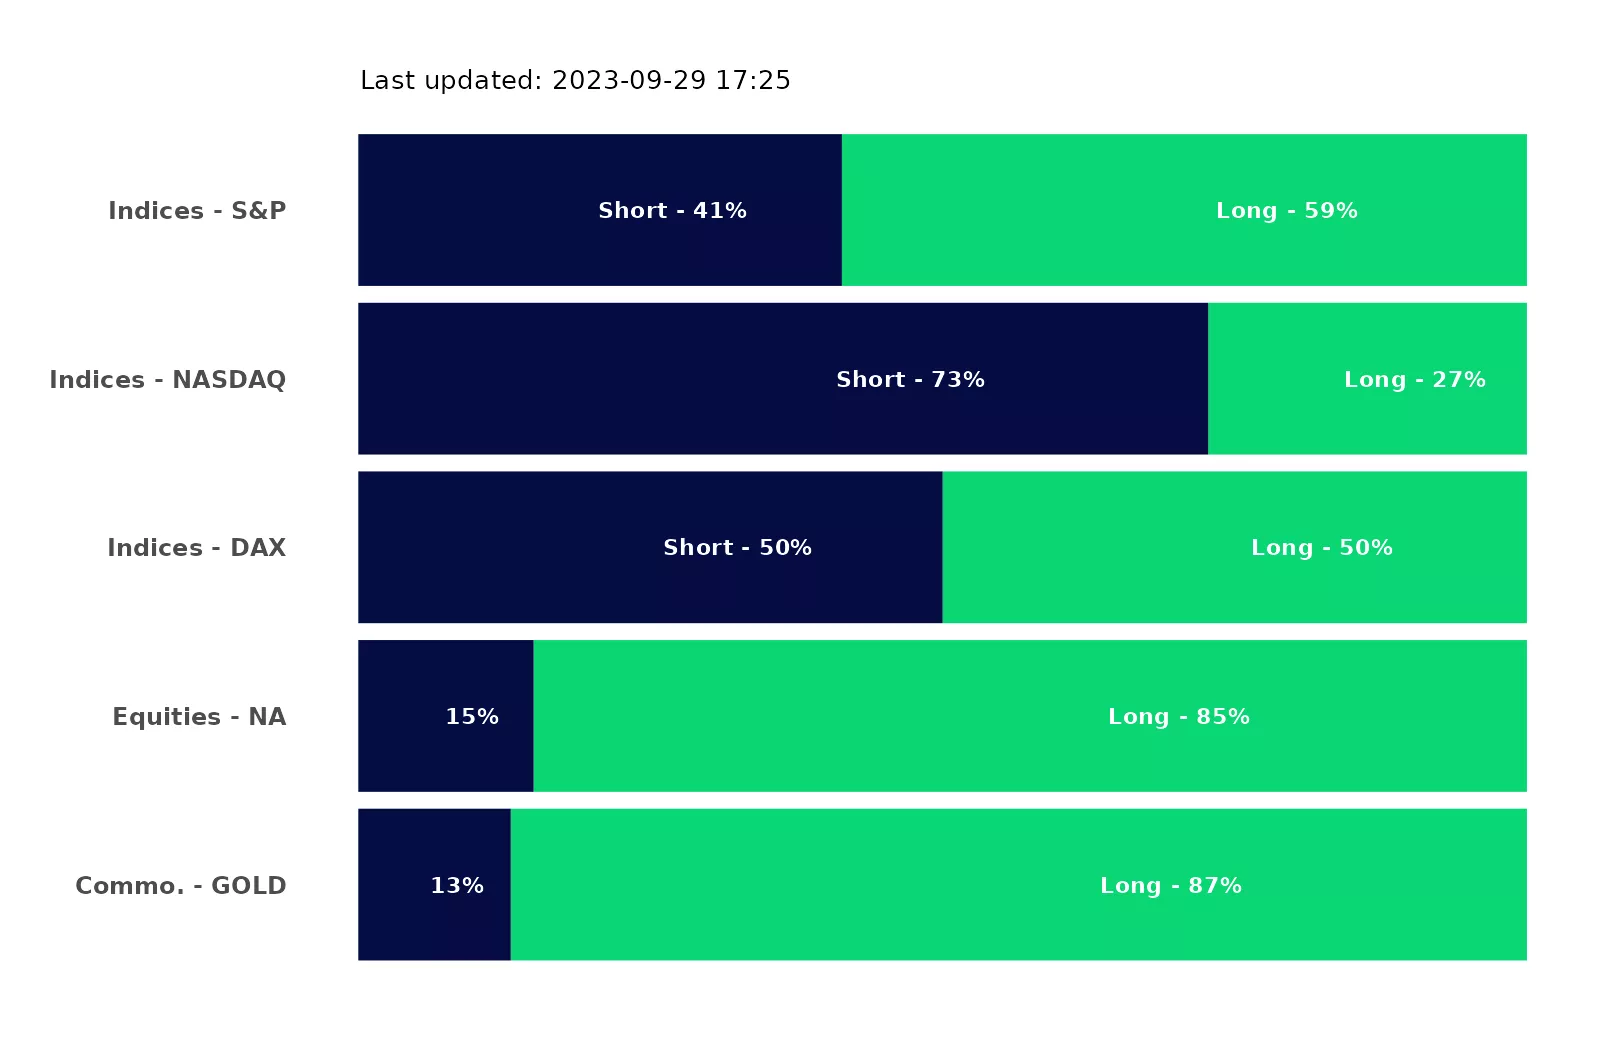 Last updated: 2023-09-29 17:25
Indices - S&P
Short - 41%
Long - 59%
Indices - NASDAQ
Short - 73%
Long - 27%
Indices - DAX
Short - 50%
Long - 50%
Equities - NA
15%
Long - 85%
Commo. - GOLD
13%
Long - 87%